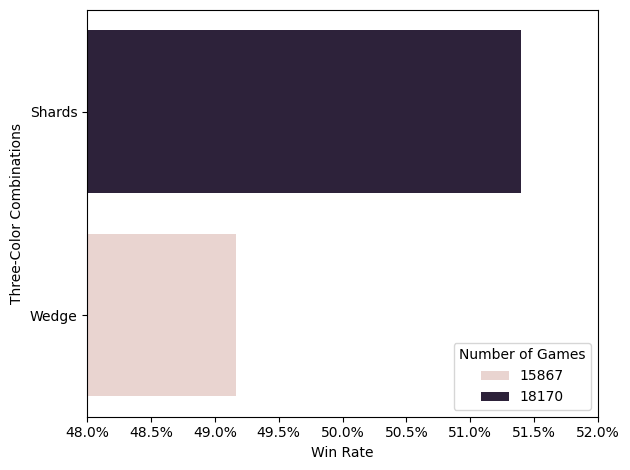 Three-Color Combinations
Shards
Wedge
Number of Games
15867
18170
48.0% 48.5% 49.0% 49.5% 50.0% 50.5% 51.0% 51.5% 52.0%
Win Rate